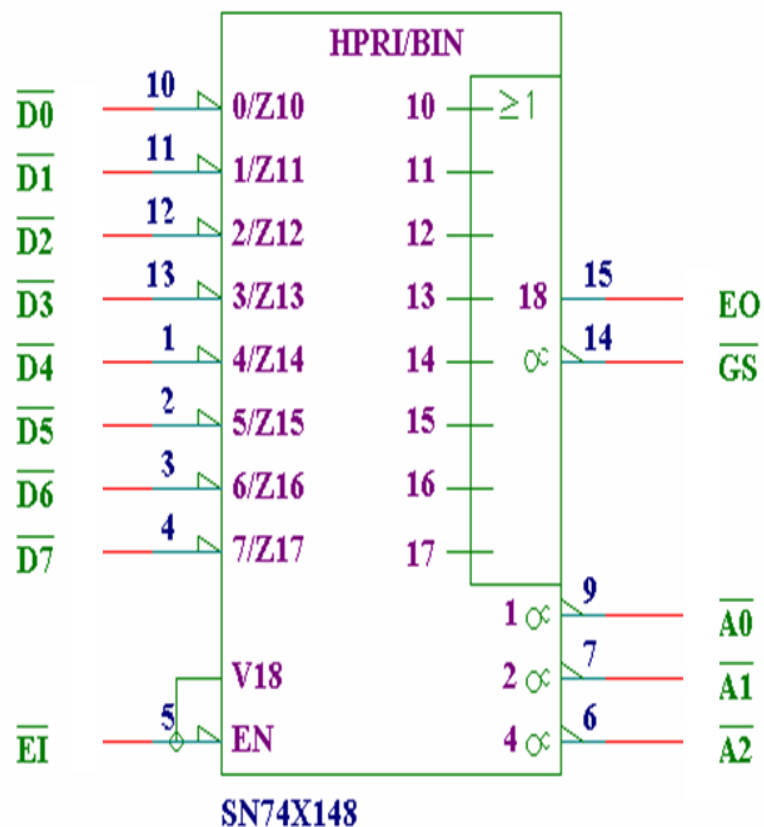 HPRI/BIN
D0 10 0/Z10 10 ≥1
D1 11 1/Z11 11
D2 12 2/Z12 12
D3 13 3/Z13 13 18 15 EO
D4 1 4/Z14 14 ∝ 14 GS
D5 2 5/Z15 15
D6 3 6/Z16 16
D7 4 7/Z17 17
1 ∝ 9 A0
V18 2 ∝ 7 A1
EI 5 EN 4 ∝ 6 A2
SN74X148